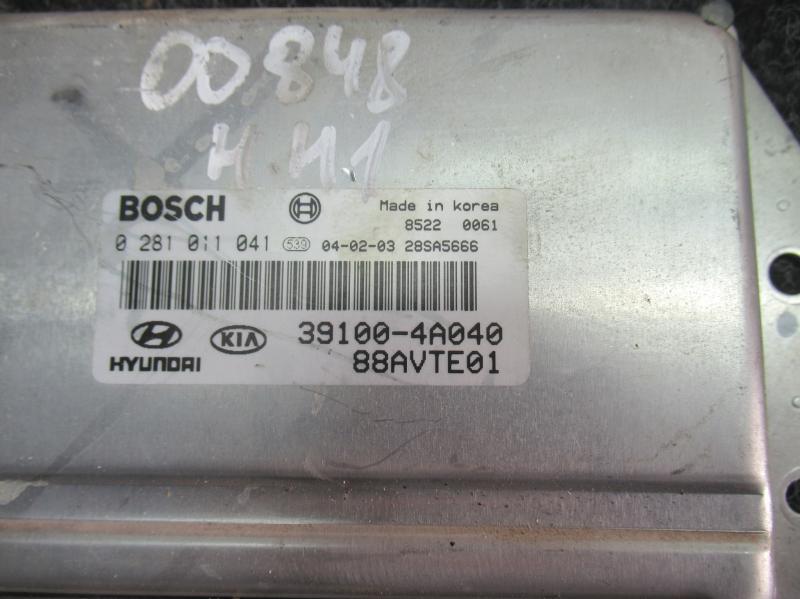 00848
H H1
BOSCH Made in Korea
8522 0061
0 281 011 041 539 04-02-03 28SA5666
HYUNDAI KIA 39100-4A040
88AVTE01